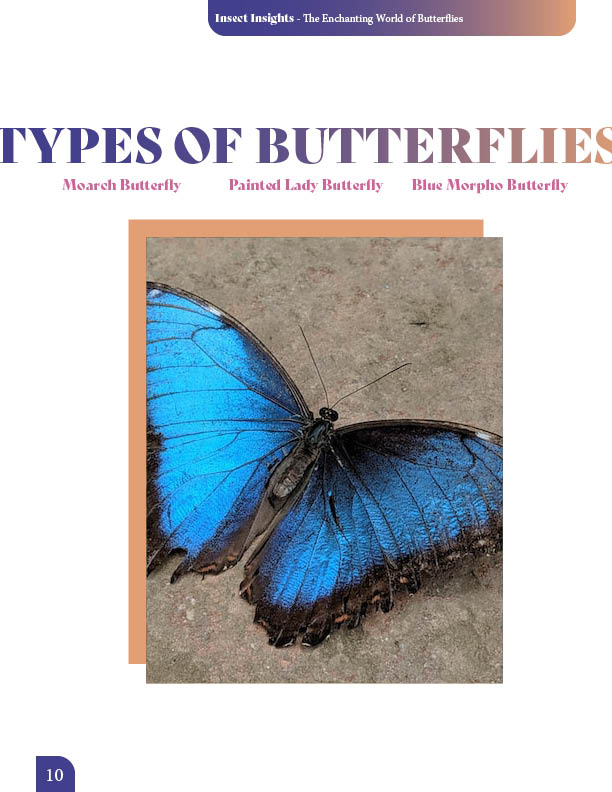 Insect Insights - The Enchanting World of Butterflies
TYPES OF BUTTERFLIES
Moarch Butterfly Painted Lady Butterfly Blue Morpho Butterfly
10